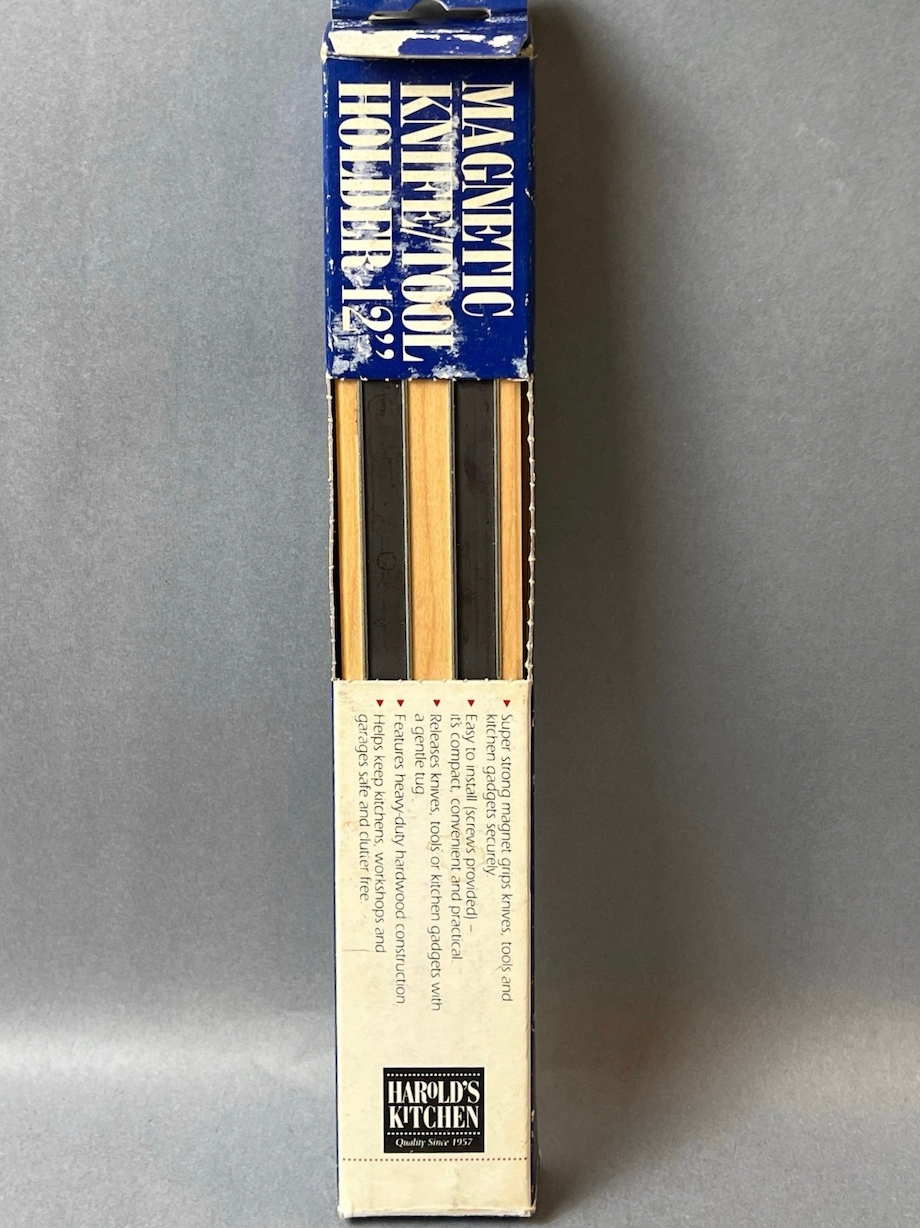 MAGNETIC
KNIFE/TOOL
HOLDER 12”
▸ Super strong magnet grips knives, tools and
kitchen gadgets securely.
▸ Easy to install (screws provided) –
it's compact, convenient and practical.
▸ Releases knives, tools or kitchen gadgets with
a gentle tug.
▸ Features heavy-duty hardwood construction.
▸ Helps keep kitchens, workshops and
garages safe and clutter free.
HAROLD'S
KITCHEN
Quality Since 1957